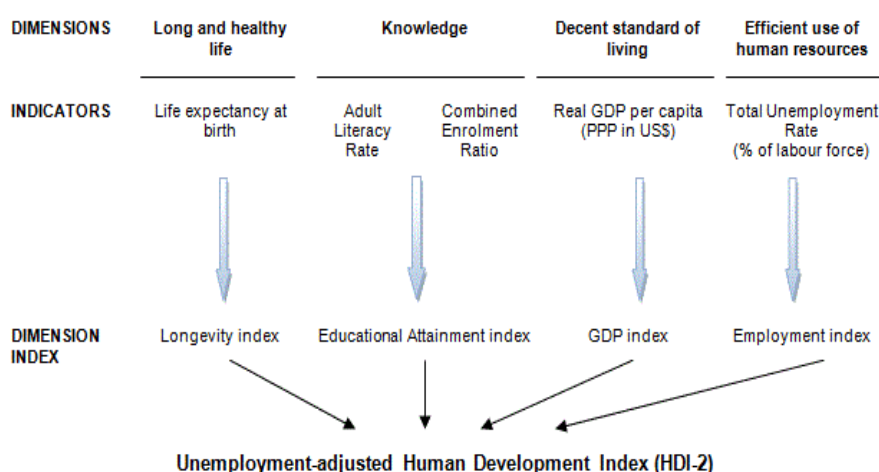 DIMENSIONS
Long and healthy
life
Knowledge
Decent standard of
living
Efficient use of
human resources
INDICATORS
Life expectancy at
birth
Adult
Literacy
Rate
Combined
Enrolment
Ratio
Real GDP per capita
(PPP in US$)
Total Unemployment
Rate
(% of labour force)
DIMENSION
INDEX
Longevity index
Educational Attainment index
GDP index
Employment index
Unemployment-adjusted Human Development Index (HDI-2)